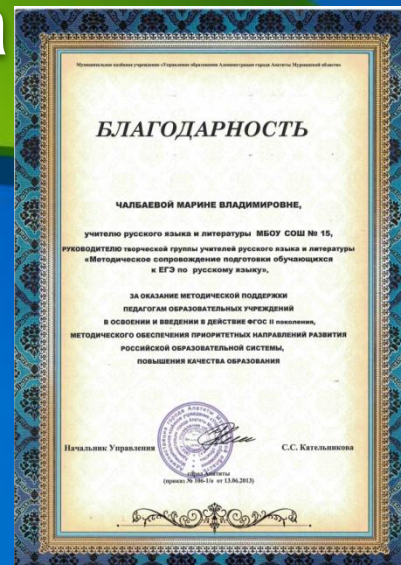 а
Муниципальное казённое учреждение «Управление образования Администрации города Апатиты Мурманской области»
БЛАГОДАРНОСТЬ
ЧАЛБАЕВОЙ МАРИНЕ ВЛАДИМИРОВНЕ,
учителю русского языка и литературы МБОУ СОШ № 15,
РУКОВОДИТЕЛЮ творческой группы учителей русского языка и литературы
«Методическое сопровождение подготовки обучающихся
к ЕГЭ по русскому языку»,
ЗА ОКАЗАНИЕ МЕТОДИЧЕСКОЙ ПОДДЕРЖКИ
ПЕДАГОГАМ ОБРАЗОВАТЕЛЬНЫХ УЧРЕЖДЕНИЙ
В ОСВОЕНИИ И ВВЕДЕНИИ В ДЕЙСТВИЕ ФГОС II поколения,
МЕТОДИЧЕСКОГО ОБЕСПЕЧЕНИЯ ПРИОРИТЕТНЫХ НАПРАВЛЕНИЙ РАЗВИТИЯ
РОССИЙСКОЙ ОБРАЗОВАТЕЛЬНОЙ СИСТЕМЫ,
ПОВЫШЕНИЯ КАЧЕСТВА ОБРАЗОВАНИЯ
Начальник Управления С.С. Кательникова
город Апатиты
(приказ № 106-1/о от 13.06.2013)